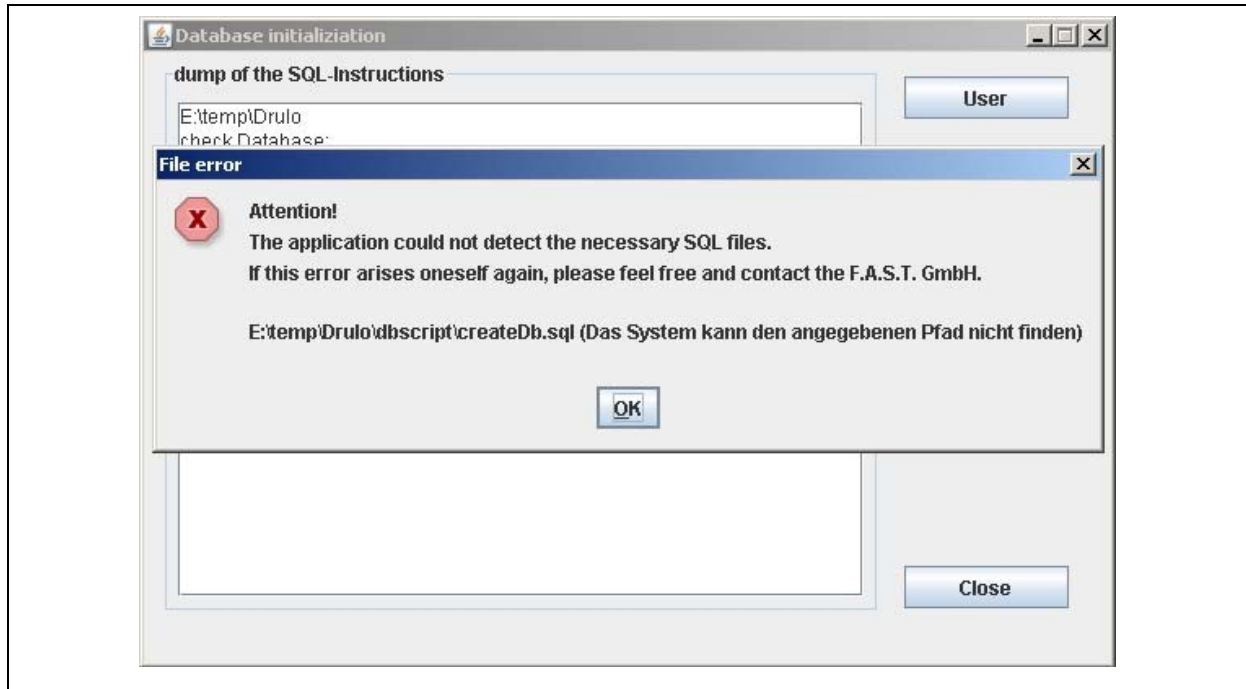 Database initializiation
dump of the SQL-Instructions
User
E:\temp\Drulo
check Database:
File error
Attention!
The application could not detect the necessary SQL files.
If this error arises oneself again, please feel free and contact the F.A.S.T. GmbH.
E:\temp\Drulo\dbscript\createDb.sql (Das System kann den angegebenen Pfad nicht finden)
OK
Close